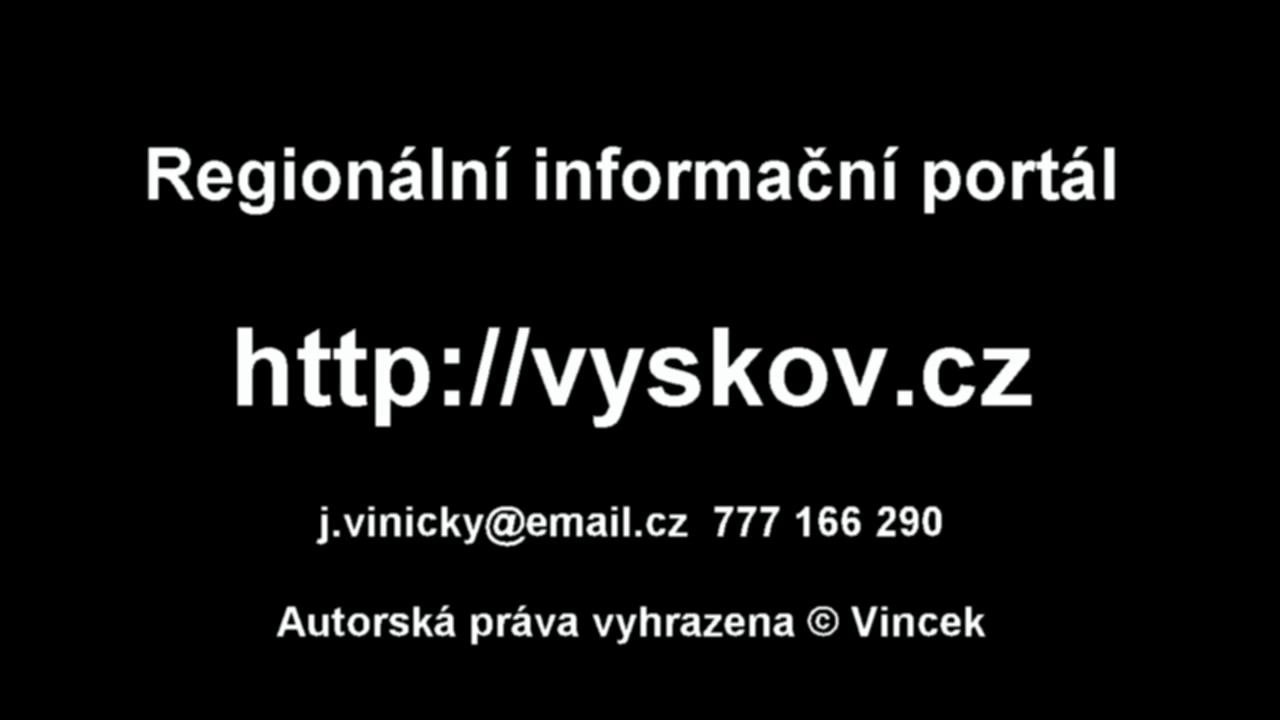 Regionální informační portál
http://vyskov.cz
j.vinicky@email.cz 777 166 290
Autorská práva vyhrazena © Vincek